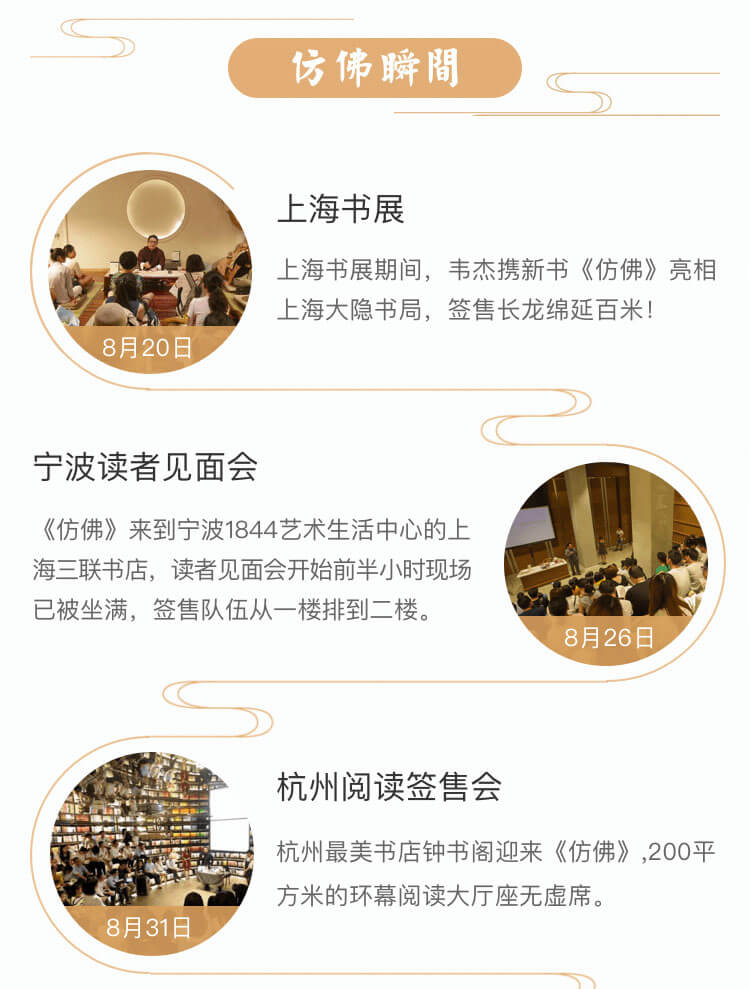 仿佛瞬間
上海书展
上海书展期间，韦杰携新书《仿佛》亮相
上海大隐书局，签售长龙绵延百米！
8月20日
宁波读者见面会
《仿佛》来到宁波1844艺术生活中心的上
海三联书店，读者见面会开始前半小时现场
已被坐满，签售队伍从一楼排到二楼。
8月26日
杭州阅读签售会
杭州最美书店钟书阁迎来《仿佛》,200平
方米的环幕阅读大厅座无虚席。
8月31日